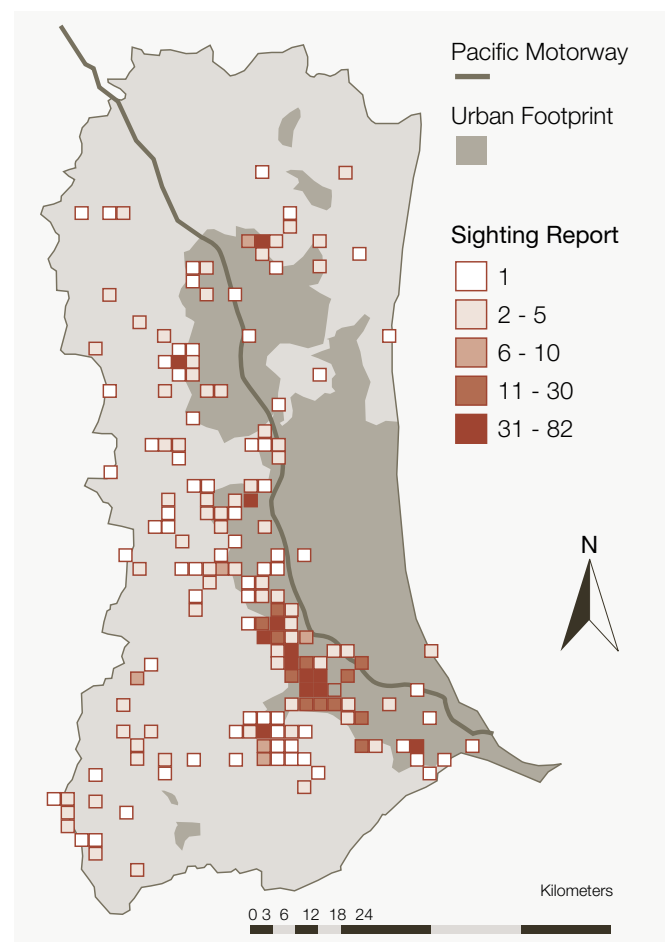 Pacific Motorway
Urban Footprint
Sighting Report
1
2 - 5
6 - 10
11 - 30
31 - 82
N
Kilometers
0 3 6 12 18 24